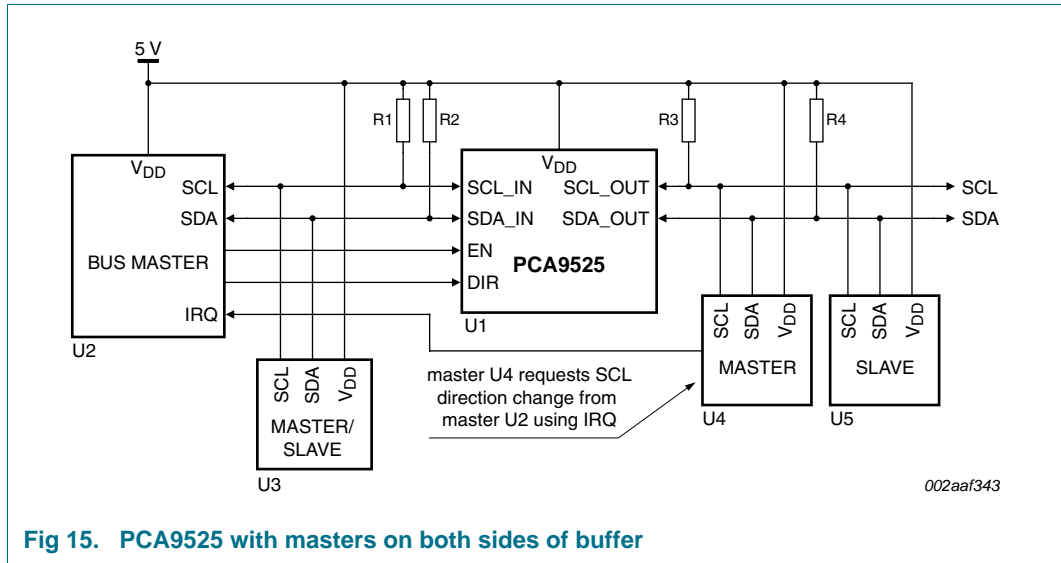 5 V
R1
R2
R3
R4
VDD
SCL
SDA
BUS MASTER
IRQ
U2
VDD
SCL_IN
SCL_OUT
SDA_IN
SDA_OUT
EN
PCA9525
DIR
U1
SCL
SDA
SCL
SDA
VDD
MASTER/
SLAVE
U3
master U4 requests SCL
direction change from
master U2 using IRQ
SCL
SDA
VDD
MASTER
U4
SCL
SDA
VDD
SLAVE
U5
002aaf343
Fig 15. PCA9525 with masters on both sides of buffer